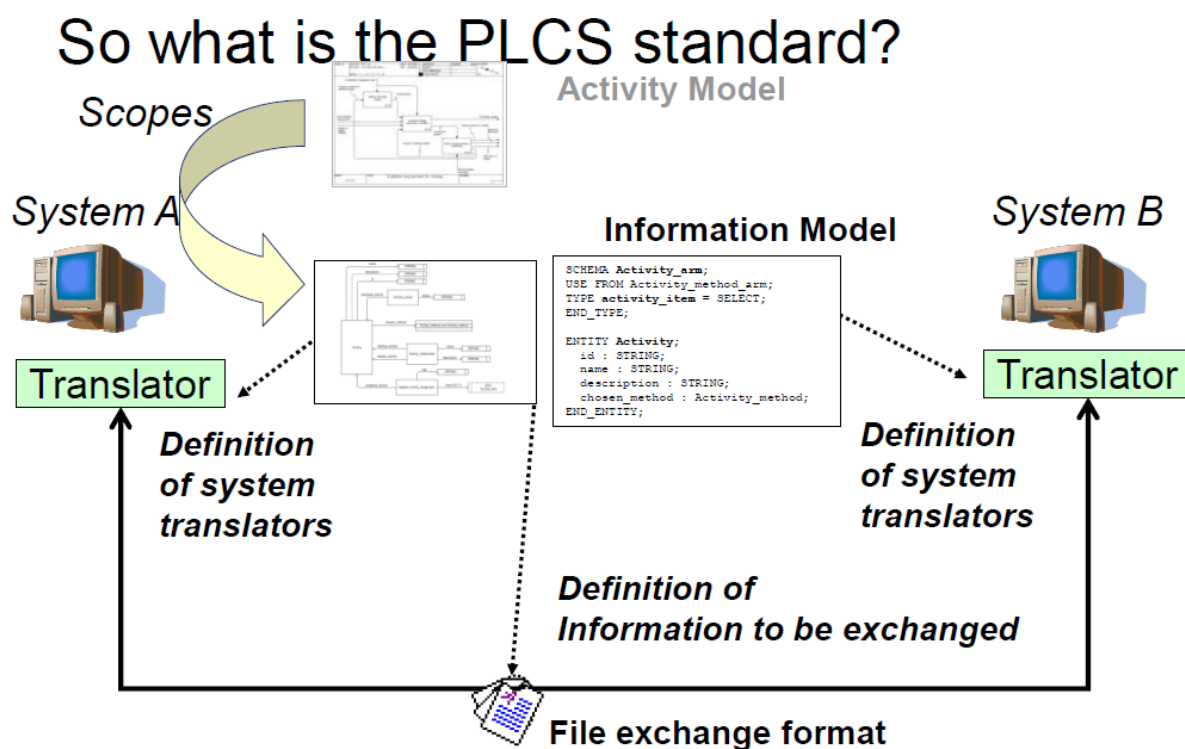 So what is the PLCS standard?
Activity Model
Scopes
System A
System B
Information Model
SCHEMA Activity_arm;
USE FROM Activity_method_arm;
TYPE activity_item = SELECT;
END_TYPE;
ENTITY Activity;
id : STRING;
name : STRING;
description : STRING;
chosen_method : Activity_method;
END_ENTITY;
Translator
Translator
Definition
of system
translators
Definition
of system
translators
Definition of
Information to be exchanged
File exchange format